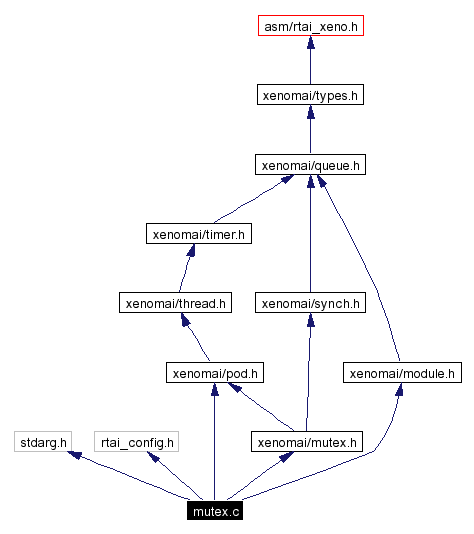 asm/rtai_xeno.h
xenomai/types.h
xenomai/queue.h
xenomai/timer.h
xenomai/thread.h
xenomai/synch.h
xenomai/pod.h
xenomai/module.h
stdarg.h
rtai_config.h
xenomai/mutex.h
mutex.c